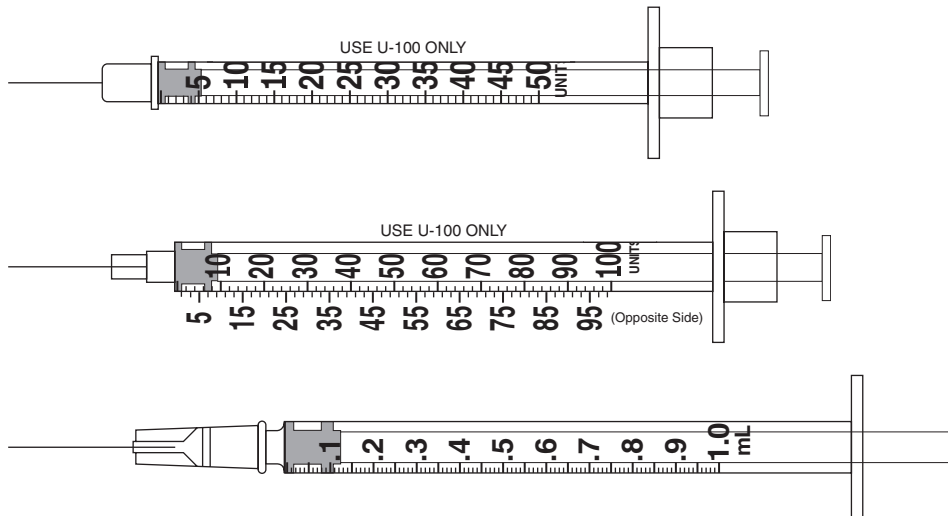 USE U-100 ONLY
5 10 15 20 25 30 35 40 45 50 UNITS
USE U-100 ONLY
10 20 30 40 50 60 70 80 90 100 UNITS
5 15 25 35 45 55 65 75 85 95 (Opposite Side)
.1 .2 .3 .4 .5 .6 .7 .8 .9 1.0 mL